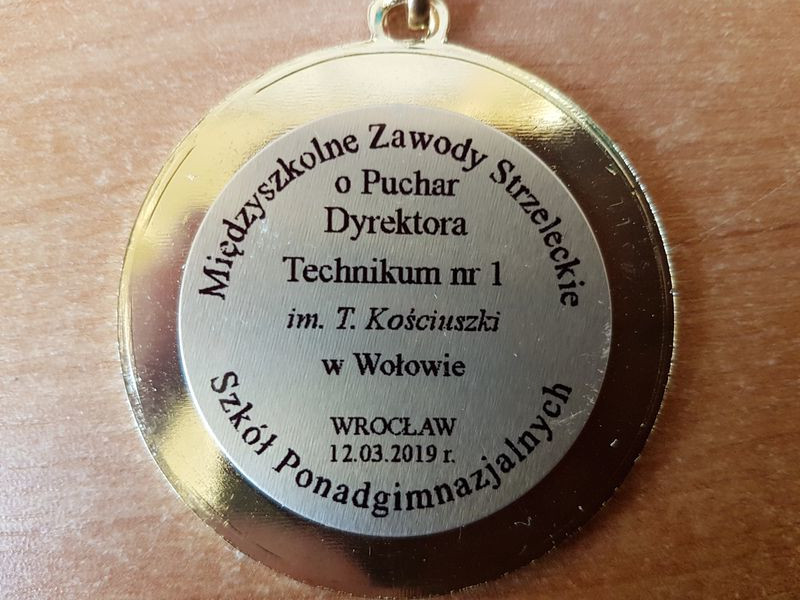 Międzyszkolne Zawody Strzeleckie
o Puchar
Dyrektora
Technikum nr 1
im. T. Kościuszki
w Wołowie
WROCŁAW
12.03.2019 r.
Szkół Ponadgimnazjalnych